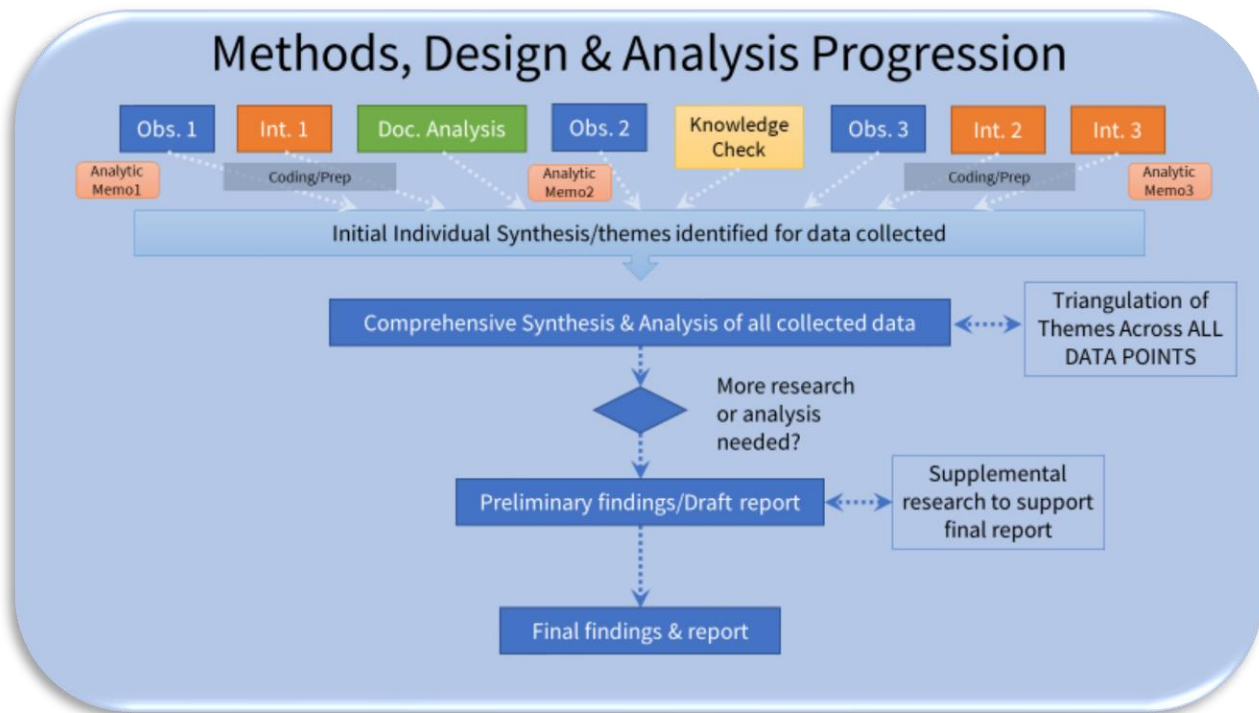 Methods, Design & Analysis Progression
Obs. 1
Int. 1
Doc. Analysis
Obs. 2
Knowledge
Check
Obs. 3
Int. 2
Int. 3
Analytic
Memo1
Coding/Prep
Analytic
Memo2
Coding/Prep
Analytic
Memo3
Initial Individual Synthesis/themes identified for data collected
Comprehensive Synthesis & Analysis of all collected data
Triangulation of
Themes Across ALL
DATA POINTS
More research
or analysis
needed?
Preliminary findings/Draft report
Supplemental
research to support
final report
Final findings & report